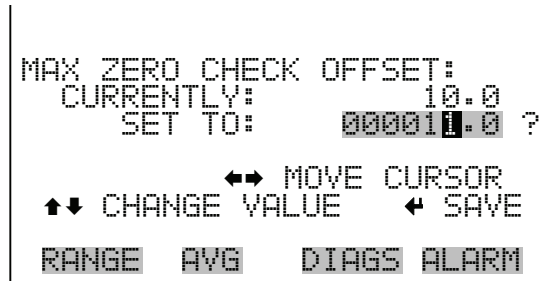 MAX ZERO CHECK OFFSET:
CURRENTLY: 10.0
SET TO: 000011.0 ?
⬅➡ MOVE CURSOR
⬆⬇ CHANGE VALUE ↵ SAVE
RANGE AVG DIAGS ALARM